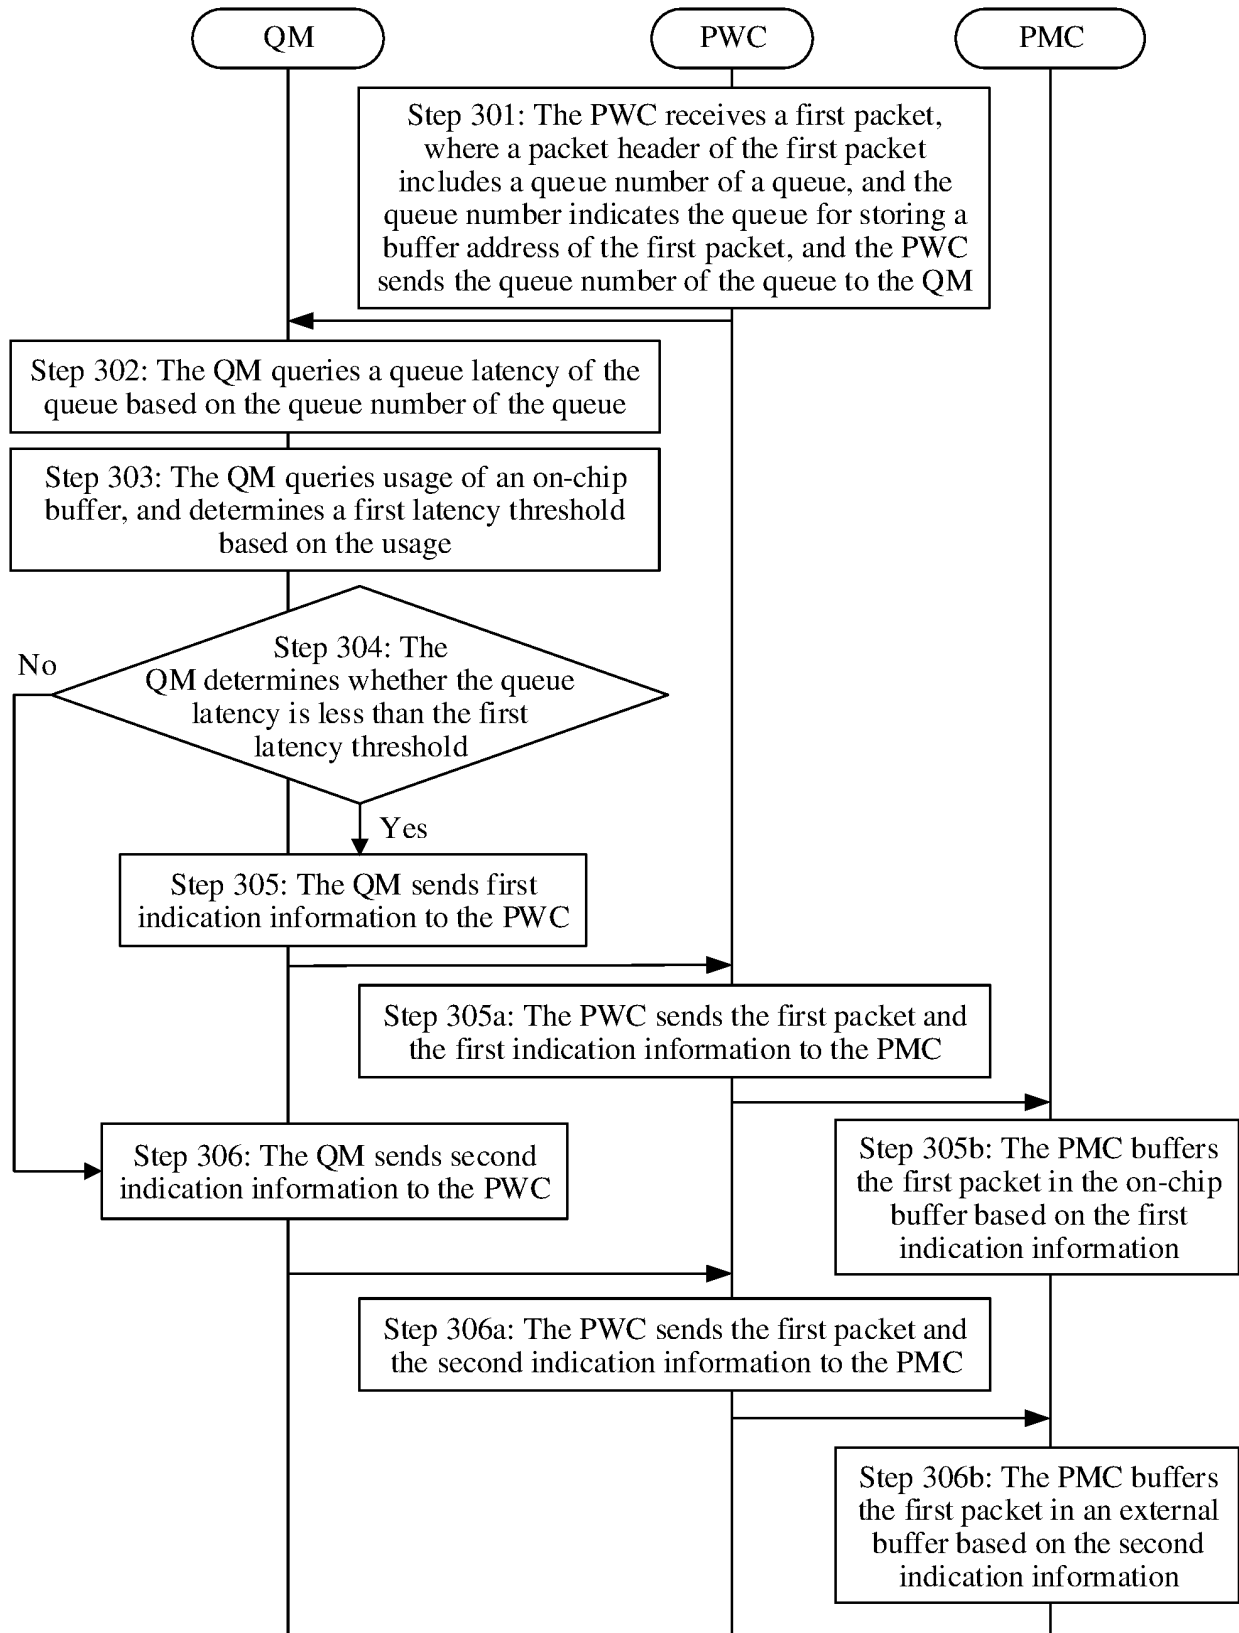 QM
PWC
PMC
Step 301: The PWC receives a first packet,
where a packet header of the first packet
includes a queue number of a queue, and the
queue number indicates the queue for storing a
buffer address of the first packet, and the PWC
sends the queue number of the queue to the QM
Step 302: The QM queries a queue latency of the
queue based on the queue number of the queue
Step 303: The QM queries usage of an on-chip
buffer, and determines a first latency threshold
based on the usage
Step 304: The
QM determines whether the queue
latency is less than the first
latency threshold
No
Yes
Step 305: The QM sends first
indication information to the PWC
Step 305a: The PWC sends the first packet and
the first indication information to the PMC
Step 305b: The PMC buffers
the first packet in the on-chip
buffer based on the first
indication information
Step 306: The QM sends second
indication information to the PWC
Step 306a: The PWC sends the first packet and
the second indication information to the PMC
Step 306b: The PMC buffers
the first packet in an external
buffer based on the second
indication information